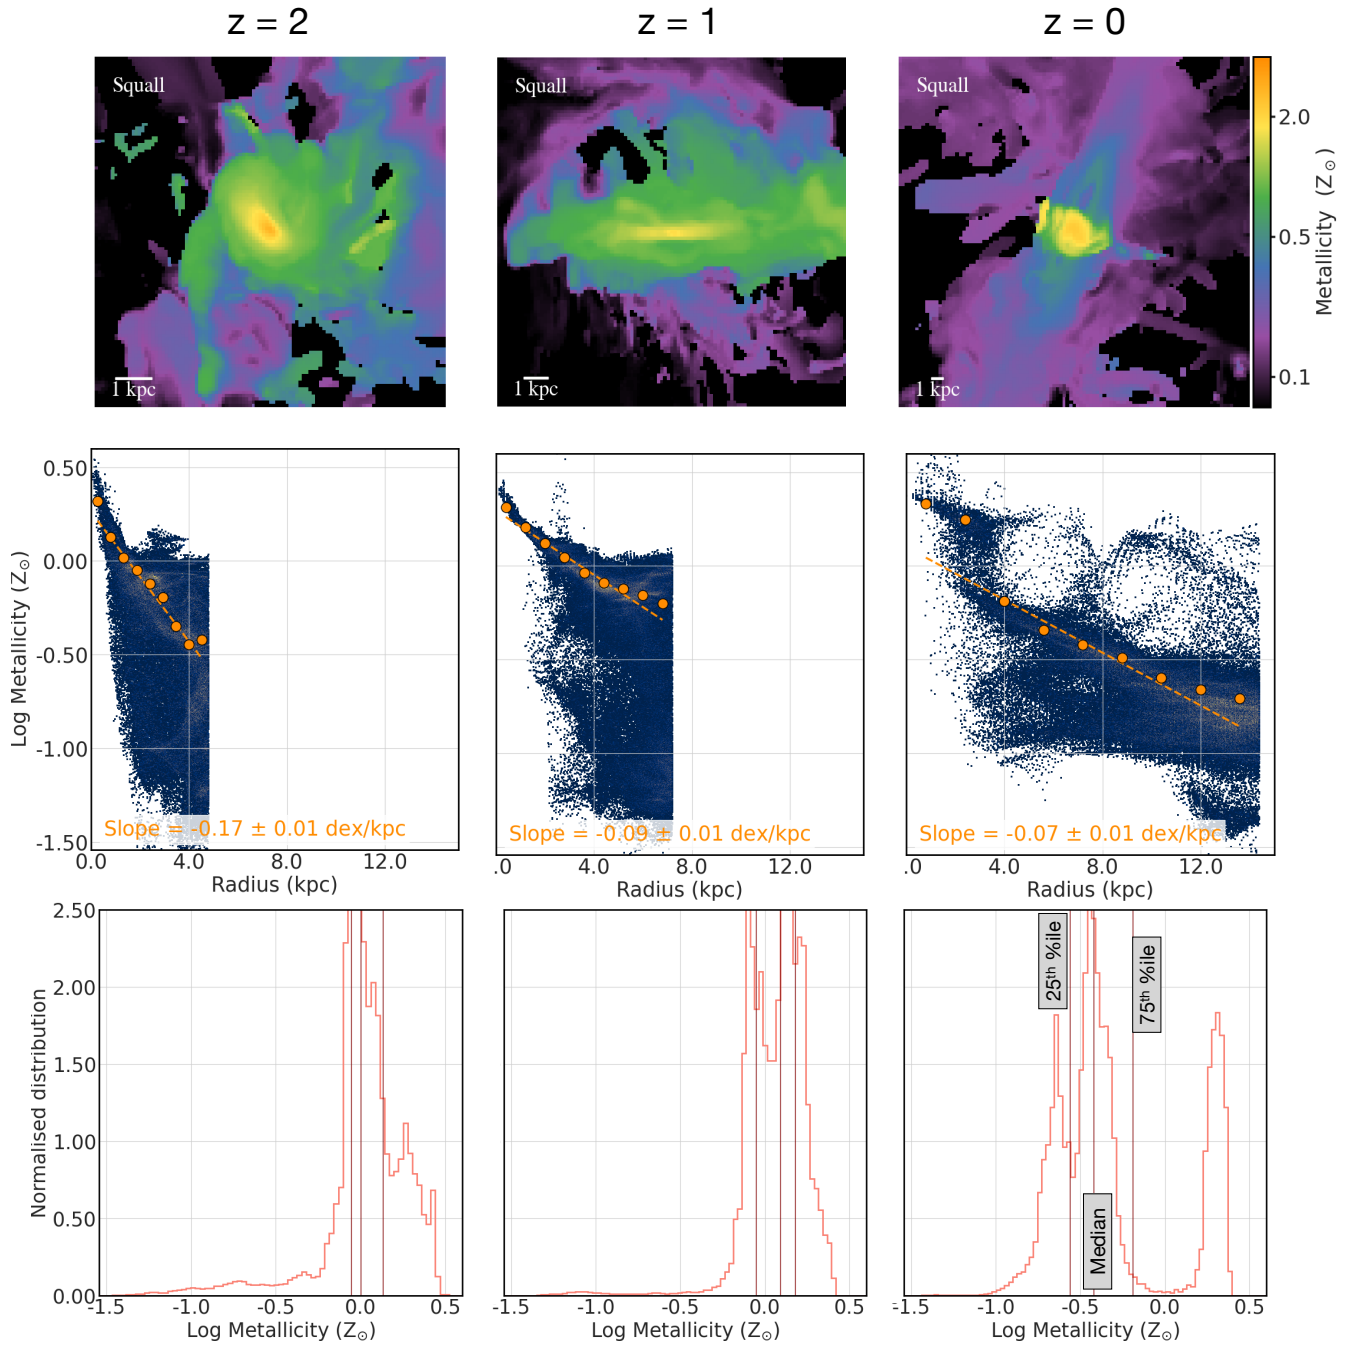 z = 2
z = 1
z = 0
Squall
Squall
Squall
1 kpc
1 kpc
1 kpc
2.0
0.5
0.1
Metallicity (Z⊙)
0.50
0.00
-0.50
-1.00
-1.50
Log Metallicity (Z⊙)
Slope = -0.17 ± 0.01 dex/kpc
Slope = -0.09 ± 0.01 dex/kpc
Slope = -0.07 ± 0.01 dex/kpc
0.0 4.0 8.0 12.0
.0 4.0 8.0 12.0
.0 4.0 8.0 12.0
Radius (kpc)
Radius (kpc)
Radius (kpc)
2.50
2.00
1.50
1.00
0.50
0.00
Normalised distribution
25th %ile
75th %ile
Median
-1.5 -1.0 -0.5 0.0 0.5
-1.5 -1.0 -0.5 0.0 0.5
-1.5 -1.0 -0.5 0.0 0.5
Log Metallicity (Z⊙)
Log Metallicity (Z⊙)
Log Metallicity (Z⊙)